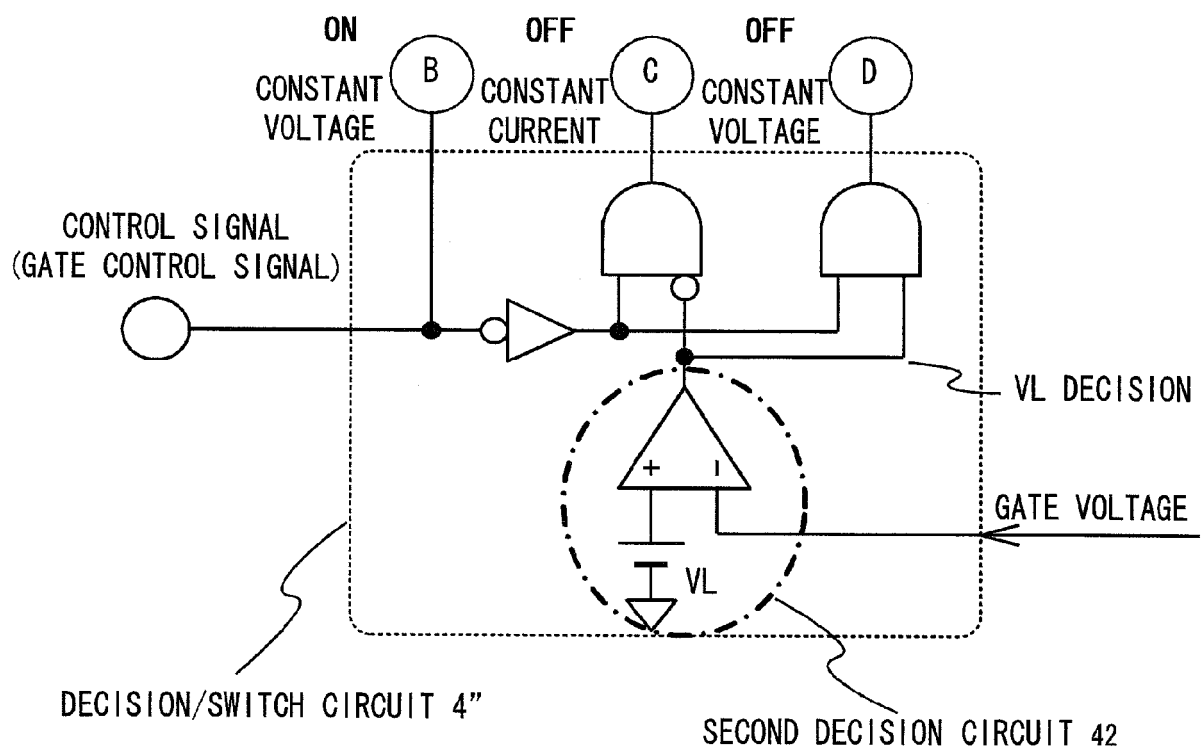 ON
OFF
OFF
B
C
D
CONSTANT
VOLTAGE
CONSTANT
CURRENT
CONSTANT
VOLTAGE
CONTROL SIGNAL
(GATE CONTROL SIGNAL)
VL DECISION
+
−
GATE VOLTAGE
VL
DECISION/SWITCH CIRCUIT 4”
SECOND DECISION CIRCUIT 42